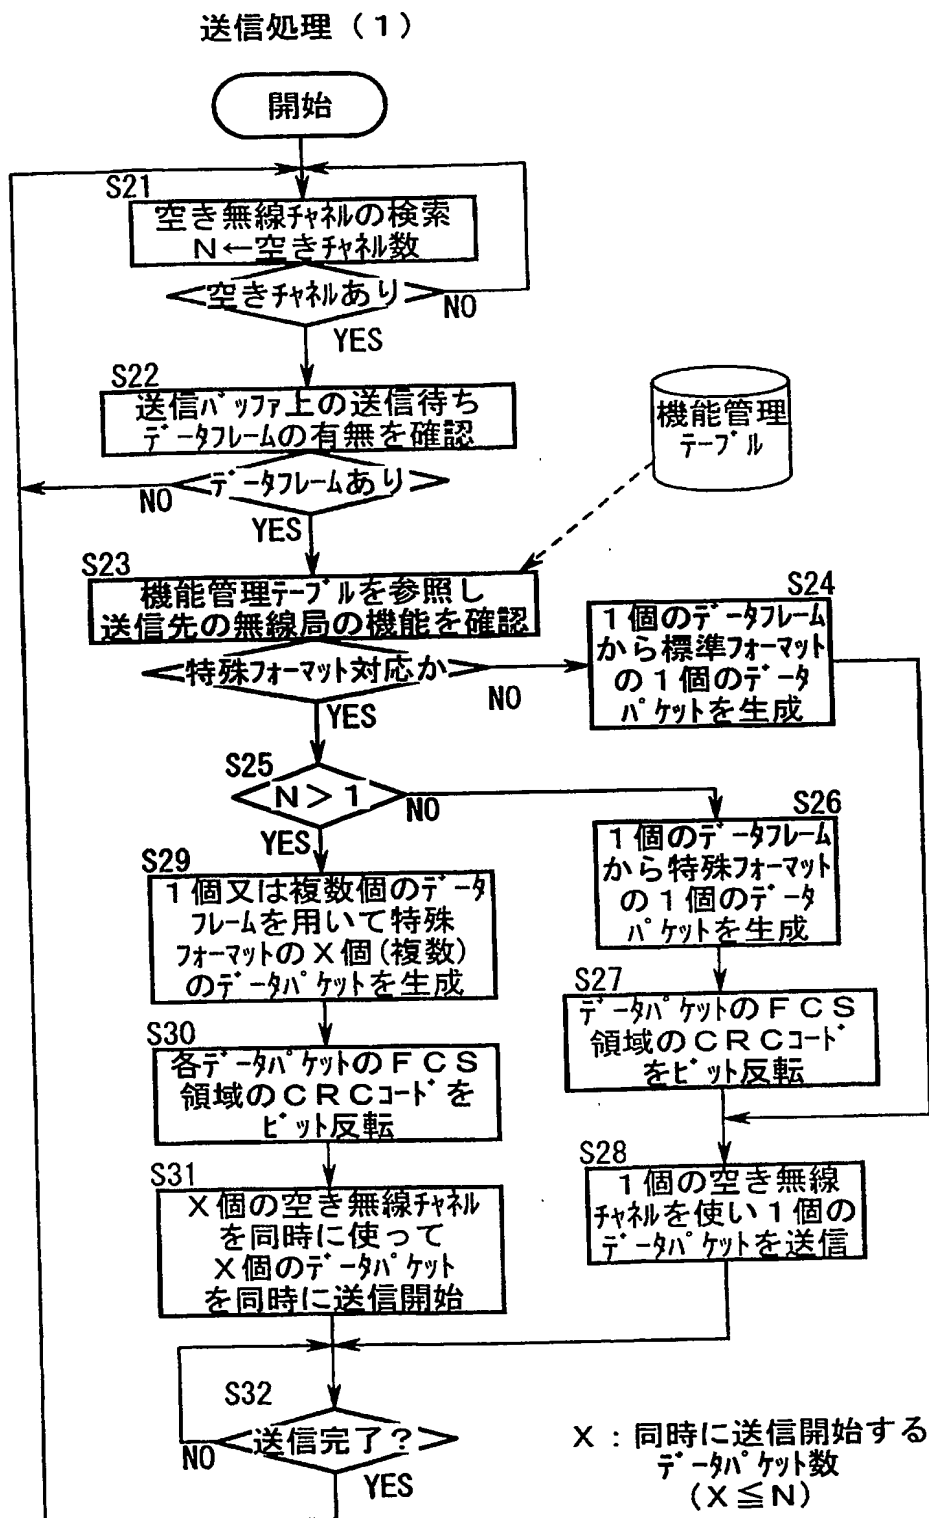 送信処理（1）
開始
S21
空き無線ﾁｬﾈﾙの検索
N←空きﾁｬﾈﾙ数
空きﾁｬﾈﾙあり
NO
YES
S22
送信ﾊﾞｯﾌｧ上の送信待ち
ﾃﾞｰﾀﾌﾚｰﾑの有無を確認
ﾃﾞｰﾀﾌﾚｰﾑあり
NO
YES
機能管理
ﾃｰﾌﾞﾙ
S23
機能管理ﾃｰﾌﾞﾙを参照し
送信先の無線局の機能を確認
特殊ﾌｫｰﾏｯﾄ対応か
NO
YES
S24
1個のﾃﾞｰﾀﾌﾚｰﾑ
から標準ﾌｫｰﾏｯﾄ
の1個のﾃﾞｰﾀ
ﾊﾟｹｯﾄを生成
S25
N＞1
NO
YES
S26
1個のﾃﾞｰﾀﾌﾚｰﾑ
から特殊ﾌｫｰﾏｯﾄ
の1個のﾃﾞｰﾀ
ﾊﾟｹｯﾄを生成
S29
1個又は複数個のﾃﾞｰﾀ
ﾌﾚｰﾑを用いて特殊
ﾌｫｰﾏｯﾄのX個(複数)
のﾃﾞｰﾀﾊﾟｹｯﾄを生成
S27
ﾃﾞｰﾀﾊﾟｹｯﾄのFCS
領域のCRCｺｰﾄﾞ
をﾋﾞｯﾄ反転
S30
各ﾃﾞｰﾀﾊﾟｹｯﾄのFCS
領域のCRCｺｰﾄﾞを
ﾋﾞｯﾄ反転
S28
1個の空き無線
ﾁｬﾈﾙを使い1個の
ﾃﾞｰﾀﾊﾟｹｯﾄを送信
S31
X個の空き無線ﾁｬﾈﾙ
を同時に使って
X個のﾃﾞｰﾀﾊﾟｹｯﾄ
を同時に送信開始
S32
送信完了？
NO
YES
X：同時に送信開始する
ﾃﾞｰﾀﾊﾟｹｯﾄ数
(X≦N)